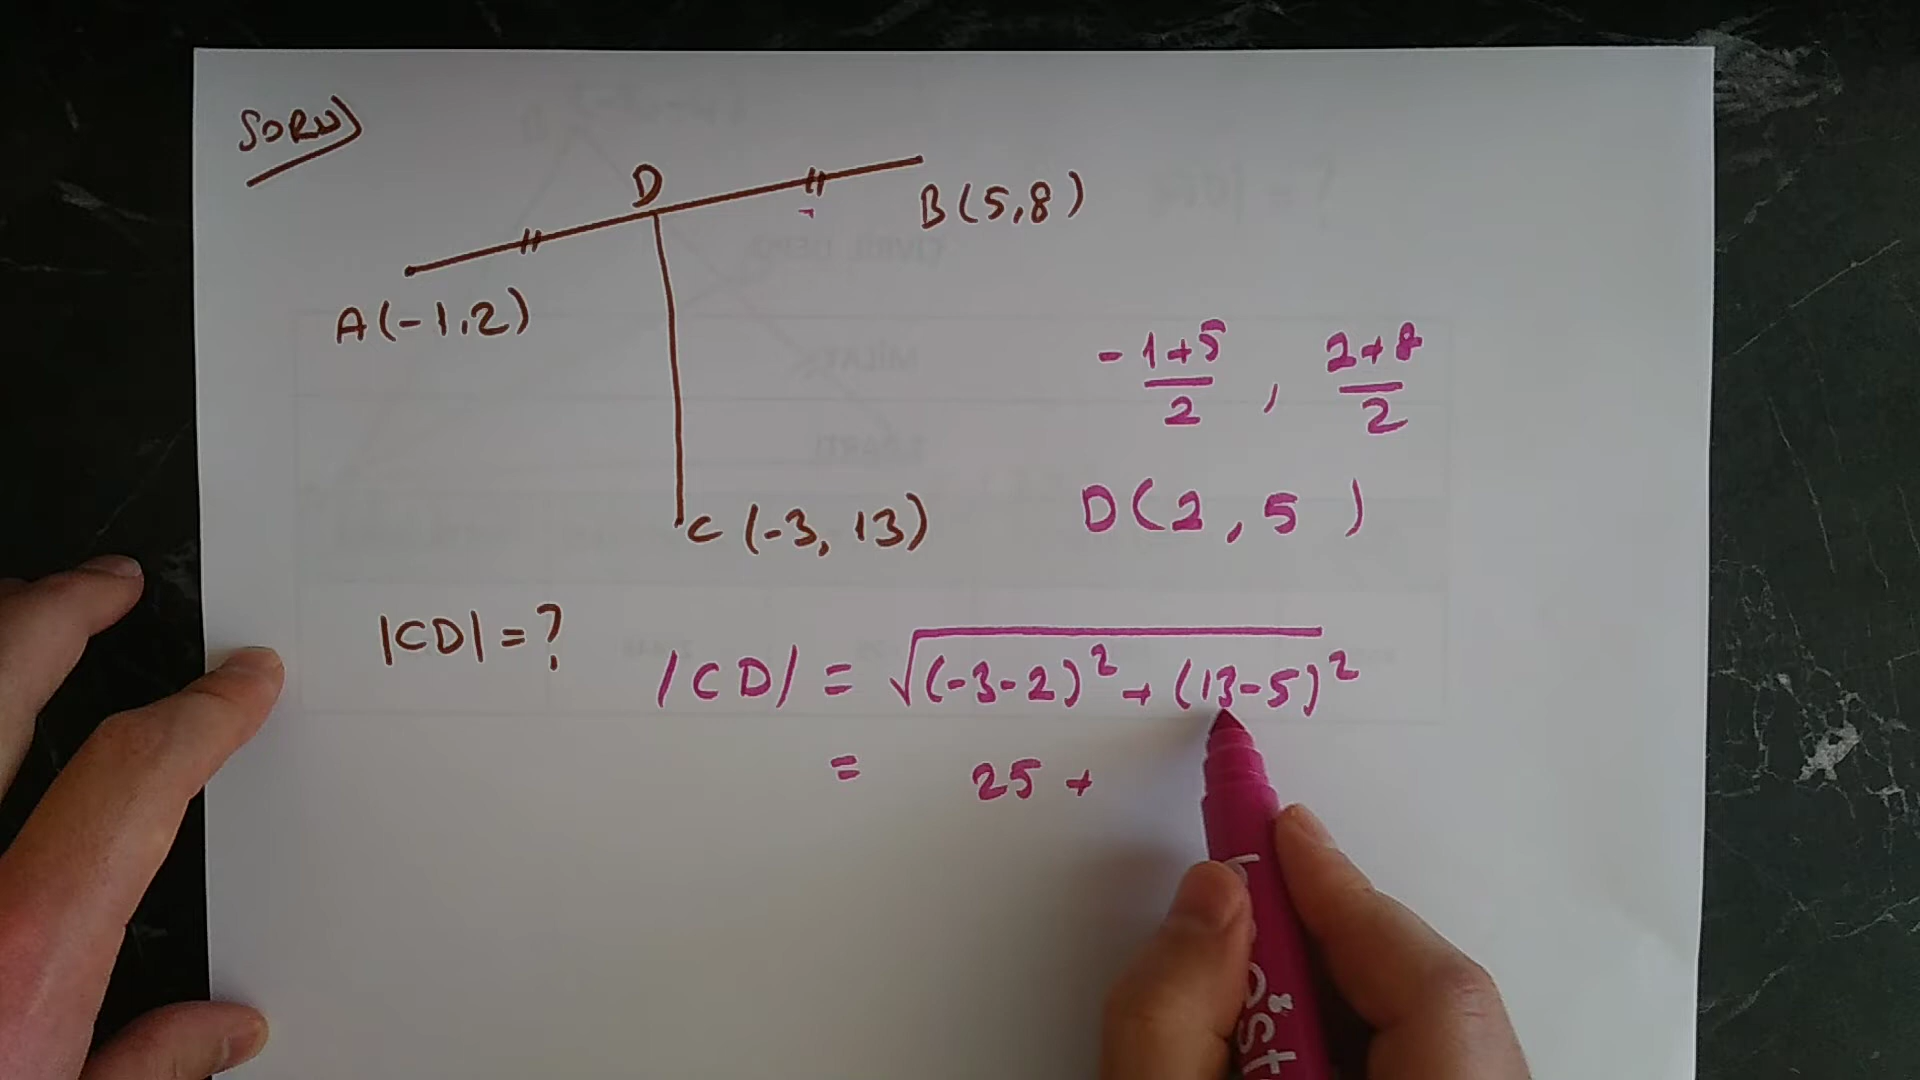 SORU
D
B(5,8)
A(-1,2)
-1+5/2 , 2+8/2
D(2,5)
C(-3,13)
|CD|=?
|CD| = √(-3-2)² + (13-5)²
= 25 +